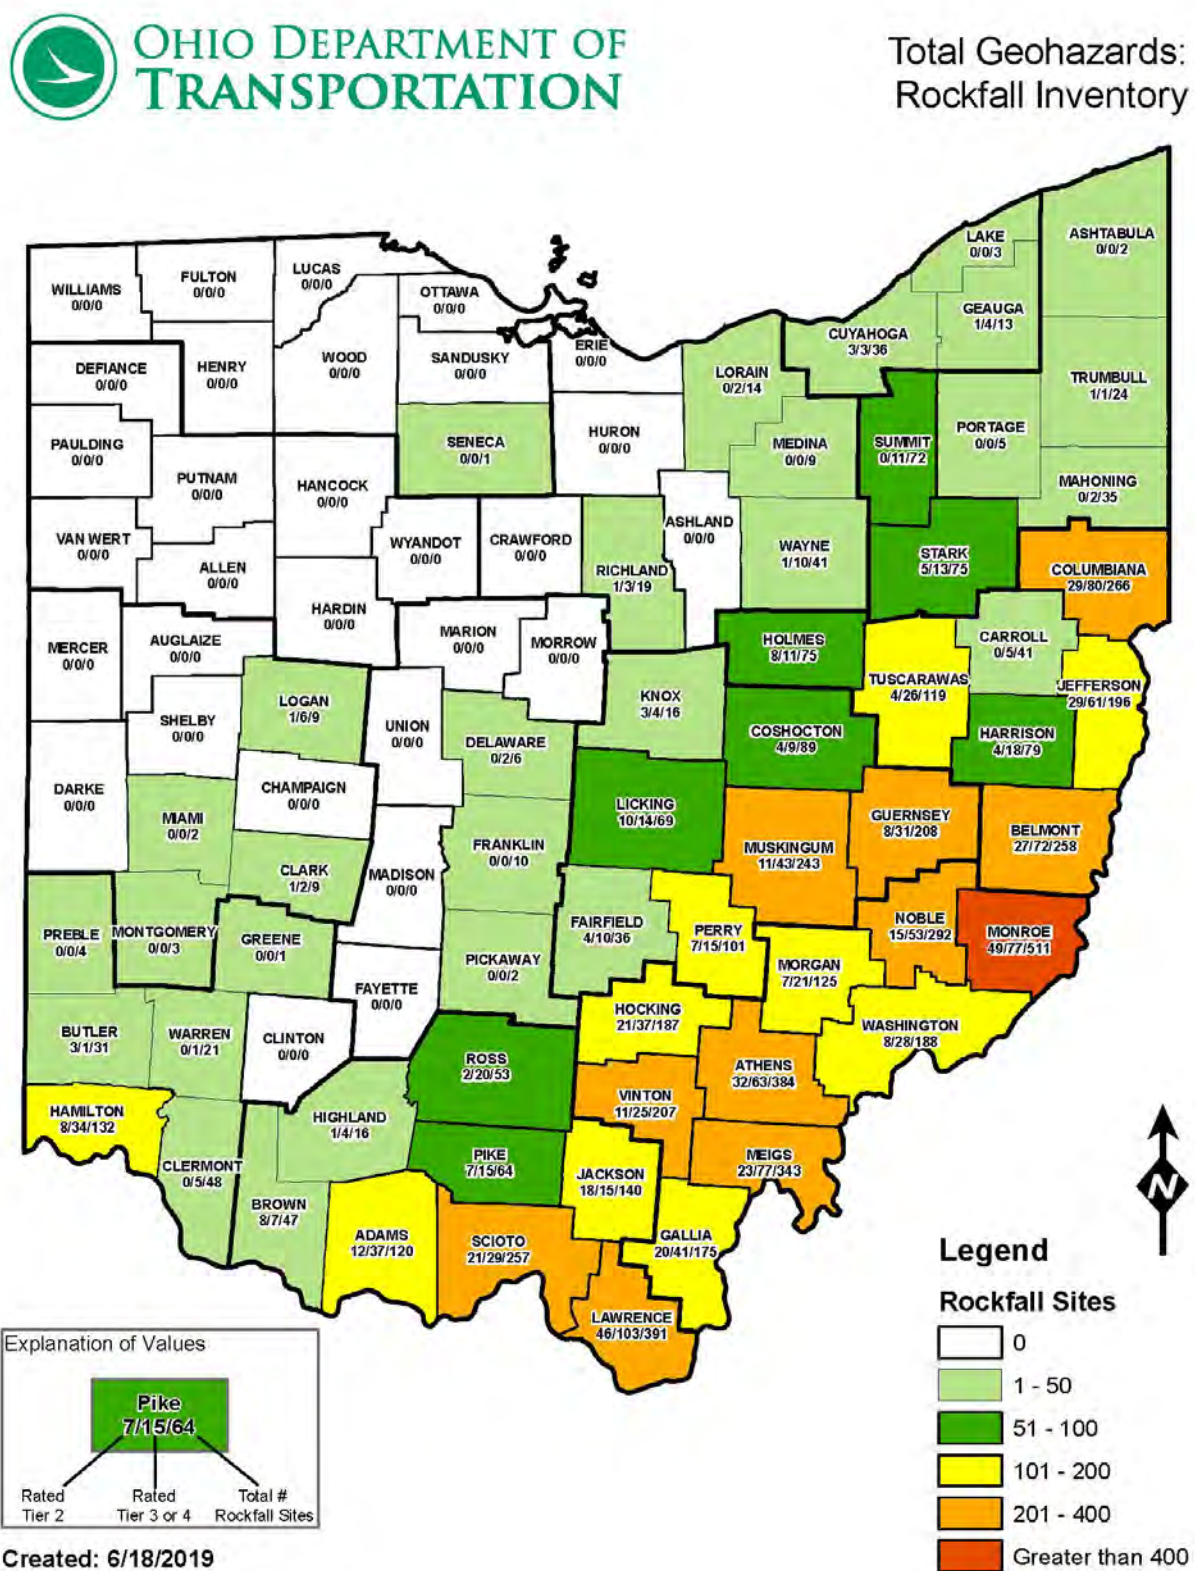 OHIO DEPARTMENT OF
TRANSPORTATION
Total Geohazards:
Rockfall Inventory
LAKE
0/0/3
ASHTABULA
0/0/2
WILLIAMS
0/0/0
FULTON
0/0/0
LUCAS
0/0/0
OTTAWA
0/0/0
GEAUGA
1/4/13
CUYAHOGA
3/3/36
ERIE
0/0/0
DEFIANCE
0/0/0
HENRY
0/0/0
WOOD
0/0/0
SANDUSKY
0/0/0
LORAIN
0/2/14
TRUMBULL
1/1/24
PAULDING
0/0/0
SENECA
0/0/1
HURON
0/0/0
MEDINA
0/0/9
SUMMIT
0/11/72
PORTAGE
0/0/5
PUTNAM
0/0/0
HANCOCK
0/0/0
MAHONING
0/2/35
VAN WERT
0/0/0
ALLEN
0/0/0
WYANDOT
0/0/0
CRAWFORD
0/0/0
ASHLAND
0/0/0
RICHLAND
1/3/19
WAYNE
1/10/41
STARK
5/13/75
COLUMBIANA
29/80/266
HARDIN
0/0/0
MERCER
0/0/0
AUGLAIZE
0/0/0
MARION
0/0/0
MORROW
0/0/0
HOLMES
8/11/75
CARROLL
0/5/41
TUSCARAWAS
4/26/119
JEFFERSON
29/61/196
LOGAN
1/6/9
KNOX
3/4/16
SHELBY
0/0/0
UNION
0/0/0
DELAWARE
0/2/6
COSHOCTON
4/9/89
HARRISON
4/18/79
DARKE
0/0/0
CHAMPAIGN
0/0/0
MIAMI
0/0/2
LICKING
10/14/69
GUERNSEY
8/31/208
BELMONT
27/72/258
FRANKLIN
0/0/10
MUSKINGUM
11/43/243
CLARK
1/2/9
MADISON
0/0/0
PREBLE
0/0/4
MONTGOMERY
0/0/3
GREENE
0/0/1
FAIRFIELD
4/10/36
PERRY
7/15/101
NOBLE
15/53/292
MONROE
49/77/511
PICKAWAY
0/0/2
MORGAN
7/21/125
FAYETTE
0/0/0
HOCKING
21/37/187
WASHINGTON
8/28/188
BUTLER
3/1/31
WARREN
0/1/21
CLINTON
0/0/0
ROSS
2/20/53
ATHENS
32/63/384
VINTON
11/25/207
HAMILTON
8/34/132
HIGHLAND
1/4/16
PIKE
7/15/64
MEIGS
23/77/343
CLERMONT
0/5/48
JACKSON
18/15/140
BROWN
8/7/47
ADAMS
12/37/120
SCIOTO
21/29/257
GALLIA
20/41/175
LAWRENCE
46/103/391
N
Legend
Rockfall Sites
0
1 - 50
51 - 100
101 - 200
201 - 400
Greater than 400
Explanation of Values
Pike
7/15/64
Rated
Tier 2
Rated
Tier 3 or 4
Total #
Rockfall Sites
Created: 6/18/2019